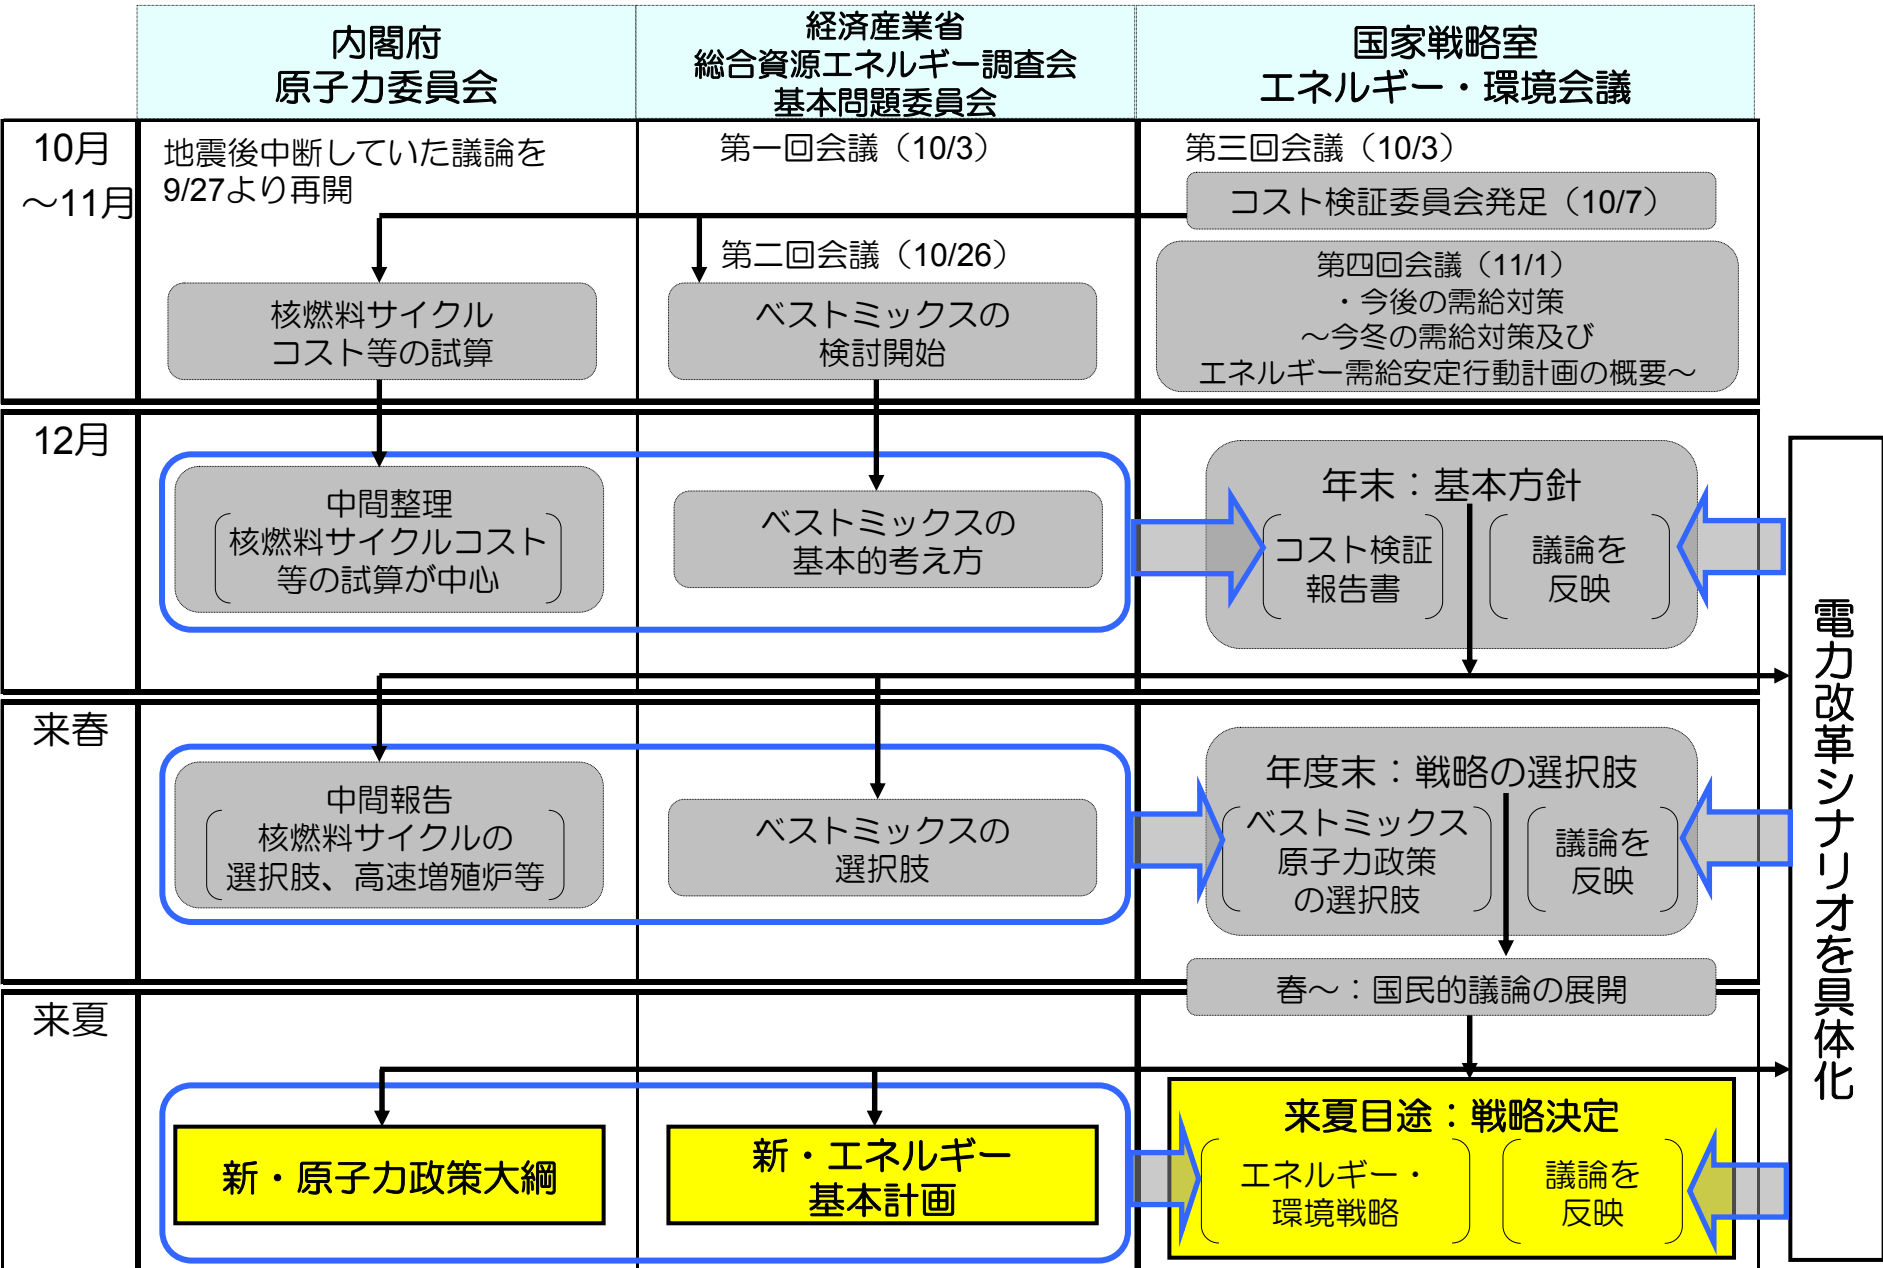 内閣府
原子力委員会
経済産業省
総合資源エネルギー調査会
基本問題委員会
国家戦略室
エネルギー・環境会議
10月
～11月
地震後中断していた議論を
9/27より再開
第一回会議（10/3）
第三回会議（10/3）
コスト検証委員会発足（10/7）
第二回会議（10/26）
第四回会議（11/1）
・今後の需給対策
～今冬の需給対策及び
エネルギー需給安定行動計画の概要～
核燃料サイクル
コスト等の試算
ベストミックスの
検討開始
12月
中間整理
核燃料サイクルコスト
等の試算が中心
ベストミックスの
基本的考え方
年末：基本方針
コスト検証
報告書
議論を
反映
来春
中間報告
核燃料サイクルの
選択肢、高速増殖炉等
ベストミックスの
選択肢
年度末：戦略の選択肢
ベストミックス
原子力政策
の選択肢
議論を
反映
春～：国民的議論の展開
来夏
新・原子力政策大綱
新・エネルギー
基本計画
来夏目途：戦略決定
エネルギー・
環境戦略
議論を
反映
電力改革シナリオを具体化